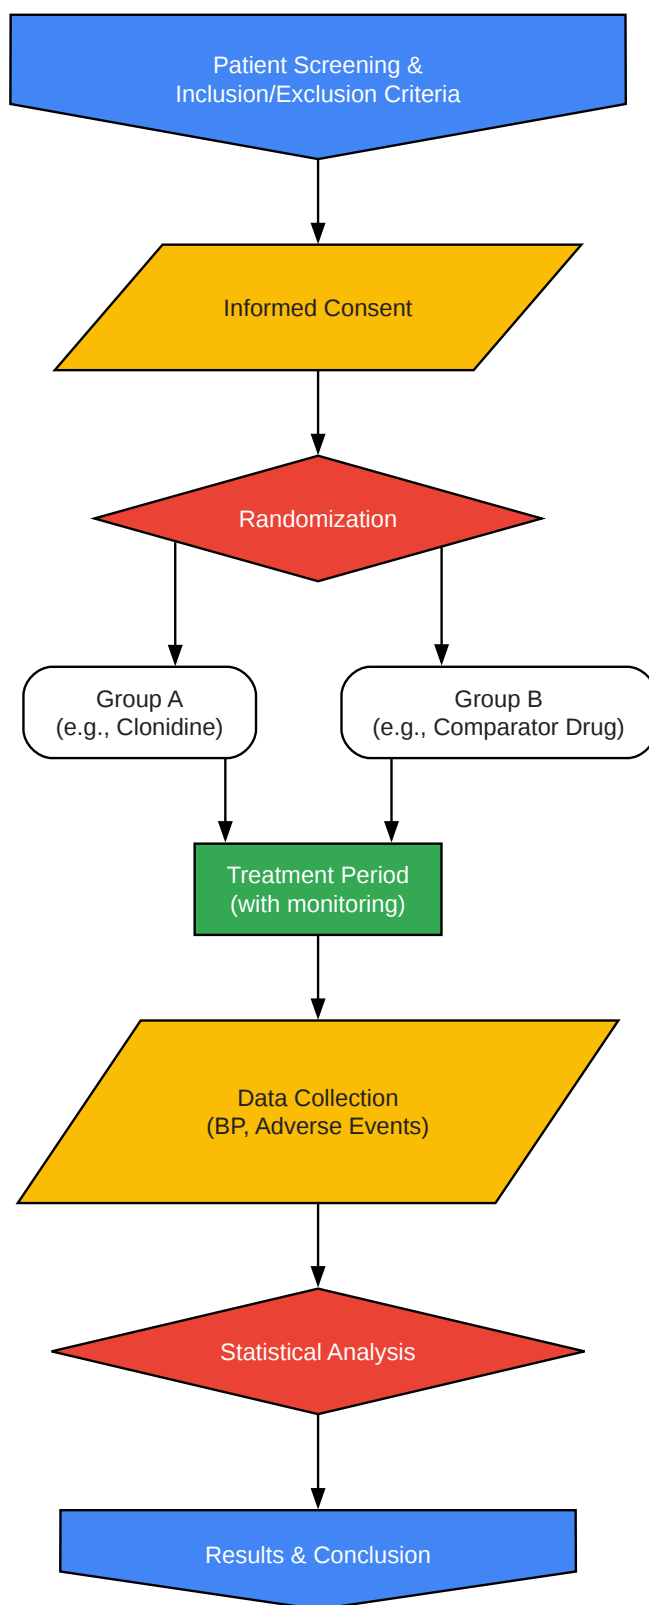 Patient Screening &
Inclusion/Exclusion Criteria
Informed Consent
Randomization
Group A
(e.g., Clonidine)
Group B
(e.g., Comparator Drug)
Treatment Period
(with monitoring)
Data Collection
(BP, Adverse Events)
Statistical Analysis
Results & Conclusion